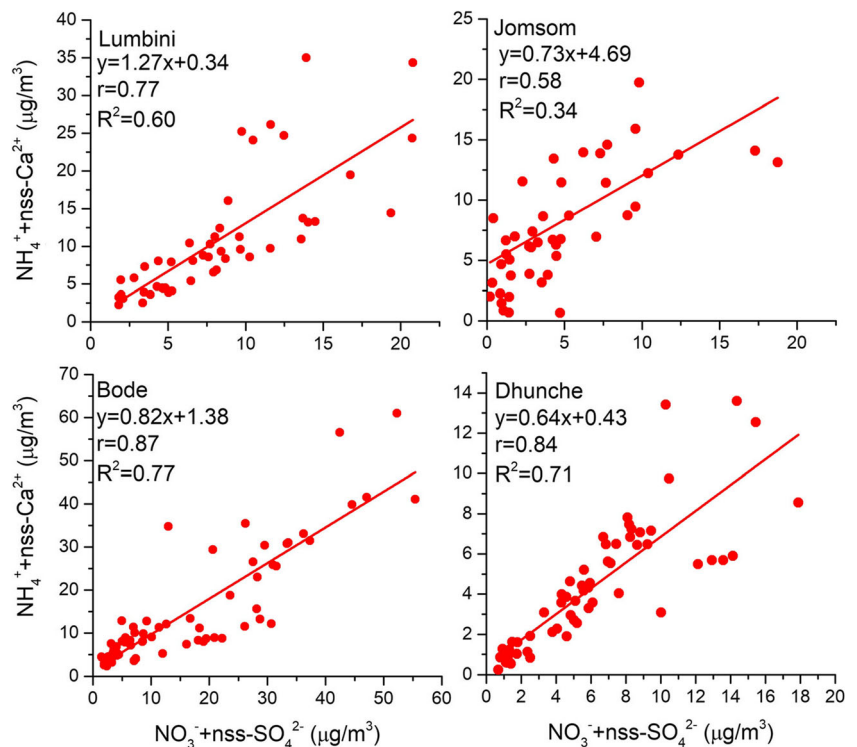 Lumbini
y=1.27x+0.34
r=0.77
R²=0.60
NH₄⁺+nss-Ca²⁺ (μg/m³)
40
35
30
25
20
15
10
5
0
0 5 10 15 20
Jomsom
y=0.73x+4.69
r=0.58
R²=0.34
25
20
15
10
5
0
0 5 10 15 20
Bode
y=0.82x+1.38
r=0.87
R²=0.77
NH₄⁺+nss-Ca²⁺ (μg/m³)
70
60
50
40
30
20
10
0
0 10 20 30 40 50 60
NO₃⁻+nss-SO₄²⁻ (μg/m³)
Dhunche
y=0.64x+0.43
r=0.84
R²=0.71
14
12
10
8
6
4
2
0
0 2 4 6 8 10 12 14 16 18 20
NO₃⁻+nss-SO₄²⁻ (μg/m³)